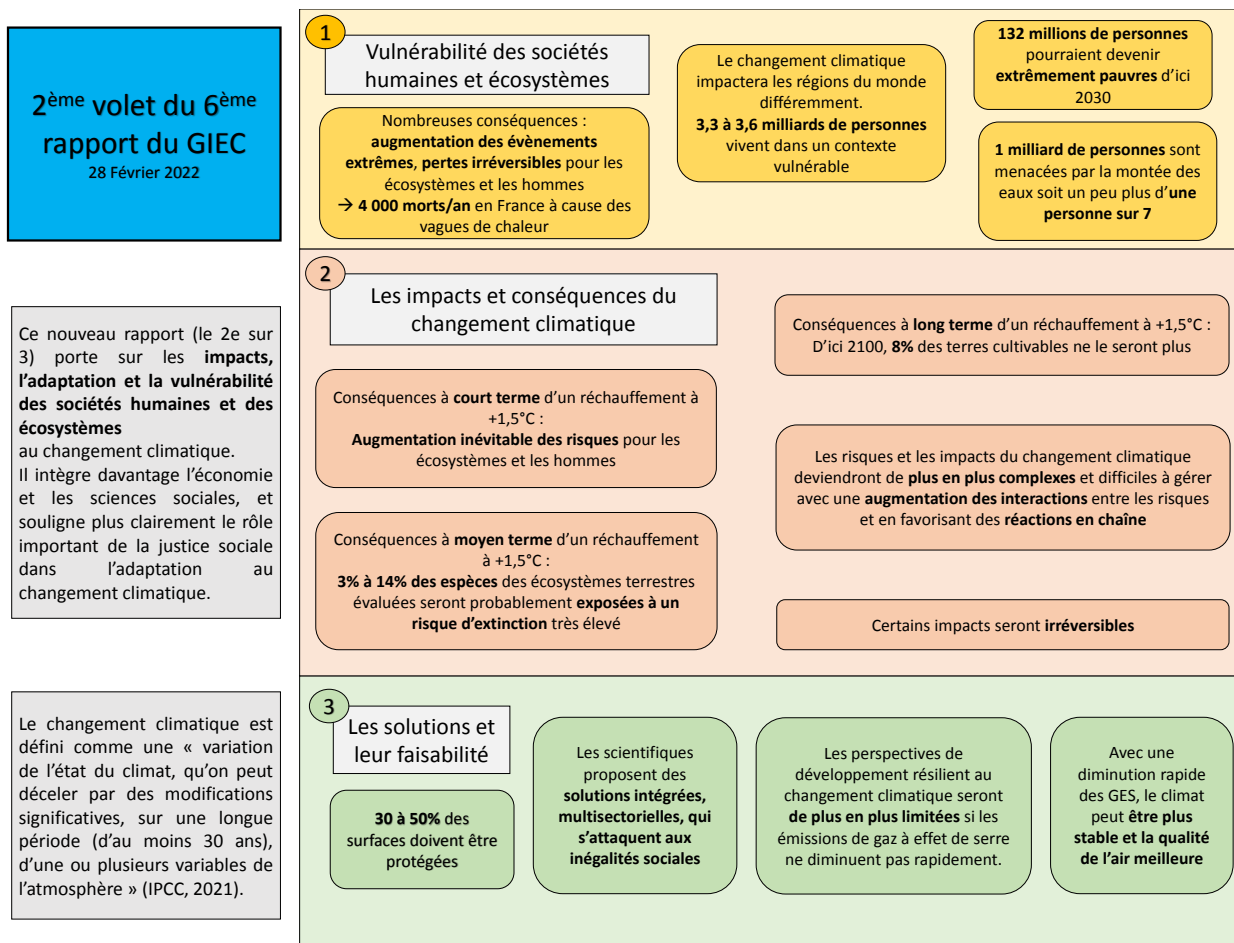 2ème volet du 6ème
rapport du GIEC
28 Février 2022
Ce nouveau rapport (le 2e sur
3) porte sur les impacts,
l’adaptation et la vulnérabilité
des sociétés humaines et des
écosystèmes
au changement climatique.
Il intègre davantage l’économie
et les sciences sociales, et
souligne plus clairement le rôle
important de la justice sociale
dans l’adaptation au
changement climatique.
Le changement climatique est
défini comme une « variation
de l’état du climat, qu’on peut
déceler par des modifications
significatives, sur une longue
période (d’au moins 30 ans),
d’une ou plusieurs variables de
l’atmosphère » (IPCC, 2021).
1
Vulnérabilité des sociétés
humaines et écosystèmes
Nombreuses conséquences :
augmentation des évènements
extrêmes, pertes irréversibles pour les
écosystèmes et les hommes
→ 4 000 morts/an en France à cause des
vagues de chaleur
Le changement climatique
impactera les régions du monde
différemment.
3,3 à 3,6 milliards de personnes
vivent dans un contexte
vulnérable
132 millions de personnes
pourraient devenir
extrêmement pauvres d’ici
2030
1 milliard de personnes sont
menacées par la montée des
eaux soit un peu plus d’une
personne sur 7
2
Les impacts et conséquences du
changement climatique
Conséquences à court terme d’un réchauffement à
+1,5°C :
Augmentation inévitable des risques pour les
écosystèmes et les hommes
Conséquences à moyen terme d’un réchauffement
à +1,5°C :
3% à 14% des espèces des écosystèmes terrestres
évaluées seront probablement exposées à un
risque d’extinction très élevé
Conséquences à long terme d’un réchauffement à +1,5°C :
D’ici 2100, 8% des terres cultivables ne le seront plus
Les risques et les impacts du changement climatique
deviendront de plus en plus complexes et difficiles à gérer
avec une augmentation des interactions entre les risques
et en favorisant des réactions en chaîne
Certains impacts seront irréversibles
3
Les solutions et
leur faisabilité
30 à 50% des
surfaces doivent être
protégées
Les scientifiques
proposent des
solutions intégrées,
multisectorielles, qui
s’attaquent aux
inégalités sociales
Les perspectives de
développement résilient au
changement climatique seront
de plus en plus limitées si les
émissions de gaz à effet de serre
ne diminuent pas rapidement.
Avec une
diminution rapide
des GES, le climat
peut être plus
stable et la qualité
de l’air meilleure